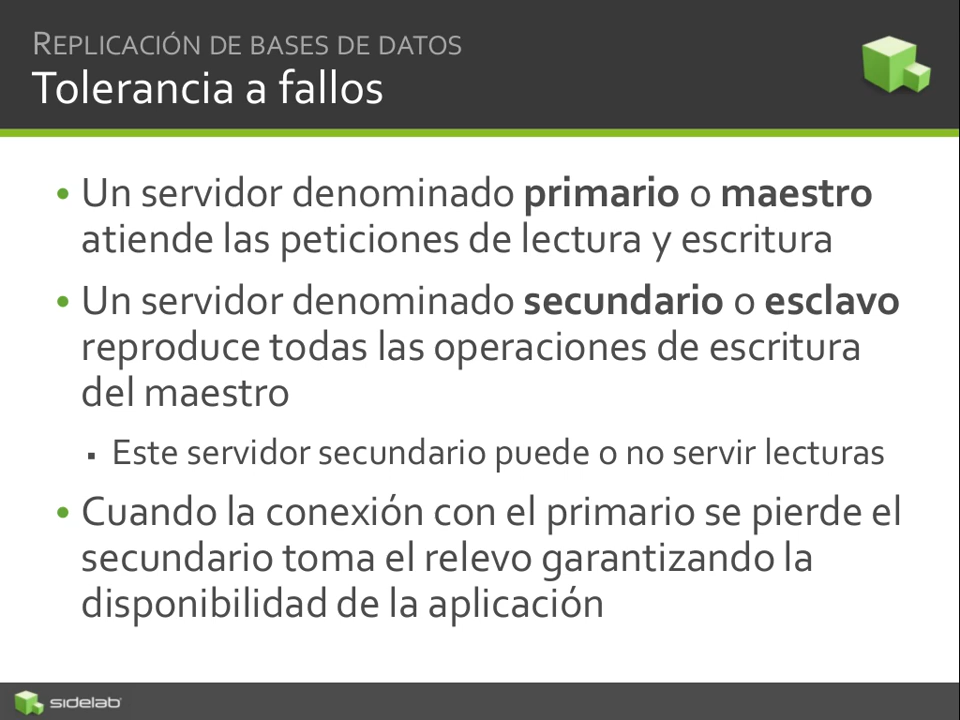 REPLICACIÓN DE BASES DE DATOS
Tolerancia a fallos
• Un servidor denominado primario o maestro
atiende las peticiones de lectura y escritura
• Un servidor denominado secundario o esclavo
reproduce todas las operaciones de escritura
del maestro
▪ Este servidor secundario puede o no servir lecturas
• Cuando la conexión con el primario se pierde el
secundario toma el relevo garantizando la
disponibilidad de la aplicación
sidelab